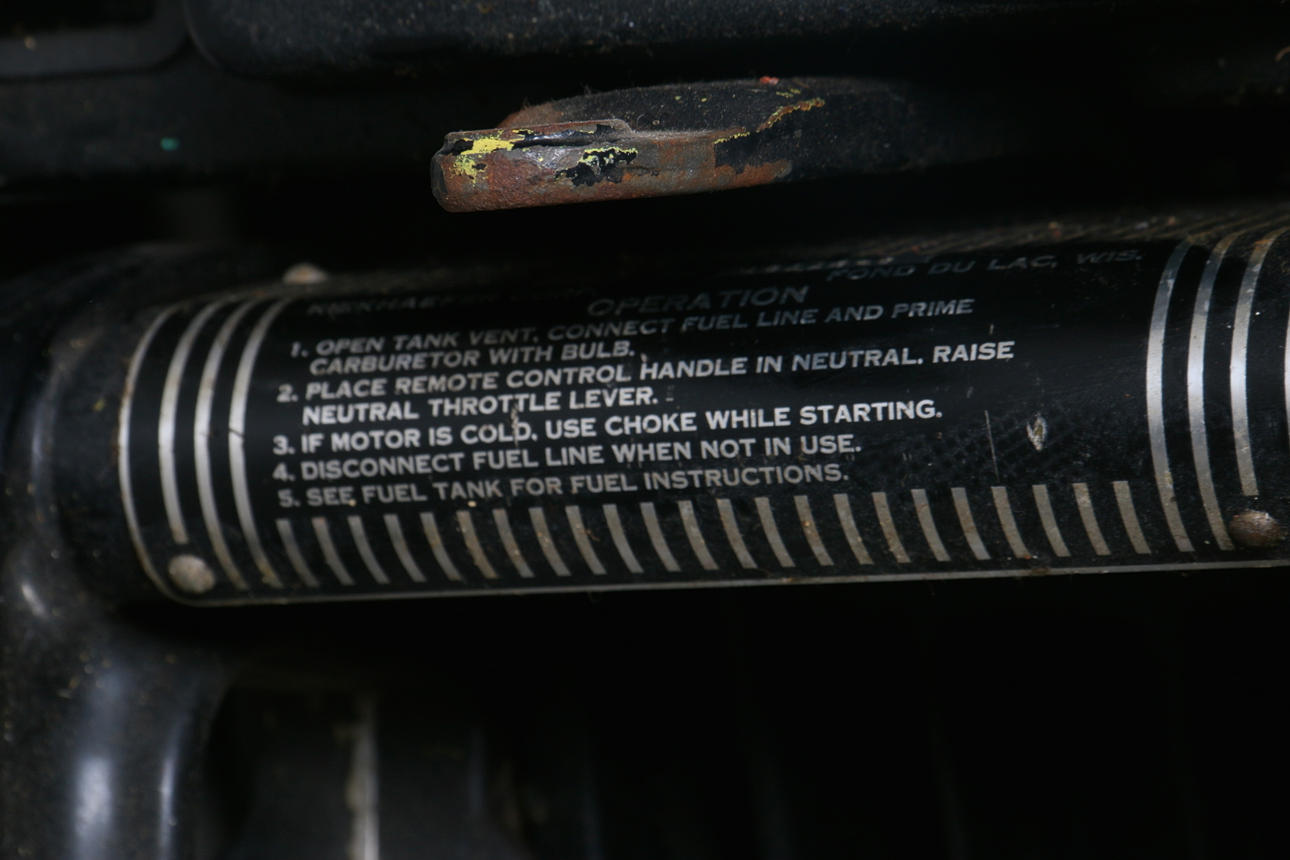 KIEKHAEFER CORP. FOND DU LAC, WIS.
OPERATION
1. OPEN TANK VENT, CONNECT FUEL LINE AND PRIME
CARBURETOR WITH BULB.
2. PLACE REMOTE CONTROL HANDLE IN NEUTRAL. RAISE
NEUTRAL THROTTLE LEVER.
3. IF MOTOR IS COLD, USE CHOKE WHILE STARTING.
4. DISCONNECT FUEL LINE WHEN NOT IN USE.
5. SEE FUEL TANK FOR FUEL INSTRUCTIONS.